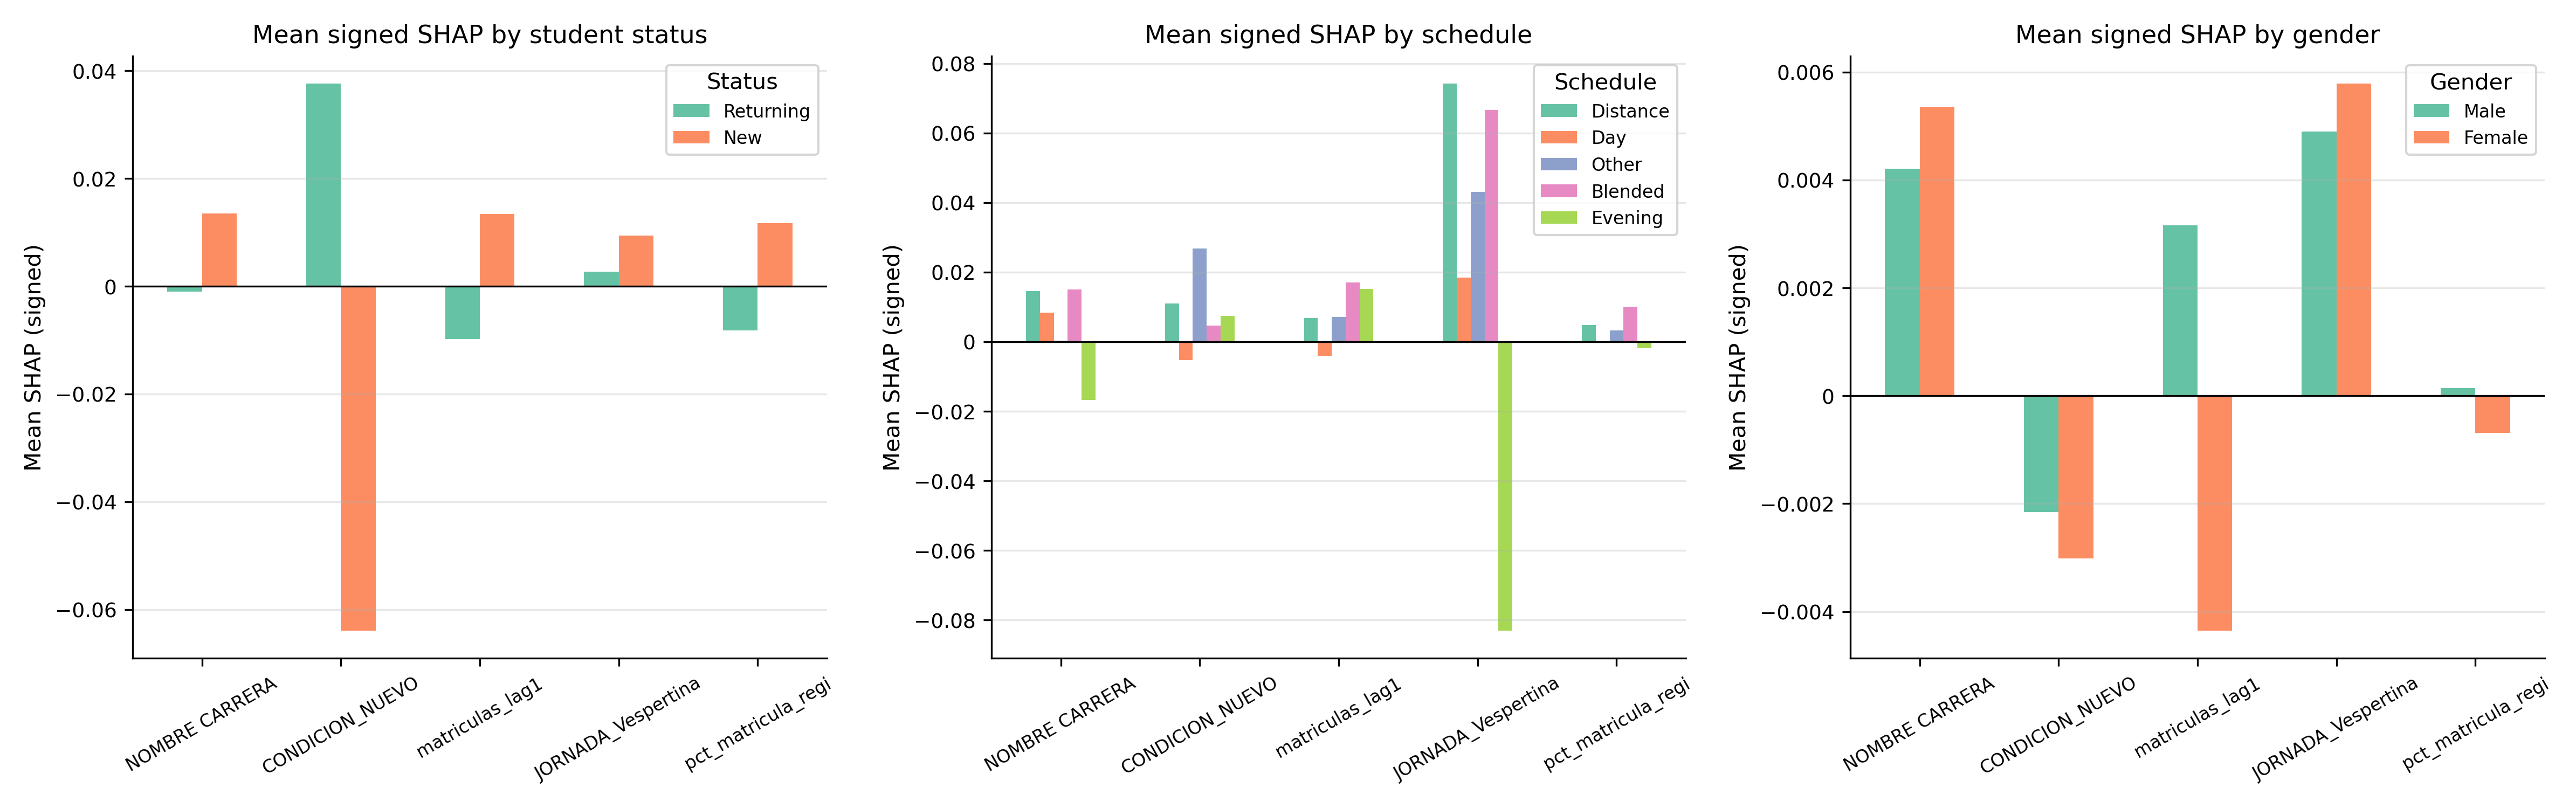 Mean signed SHAP by student status
Mean SHAP (signed)
0.04
0.02
0
−0.02
−0.04
−0.06
Status
Returning
New
NOMBRE CARRERA
CONDICION_NUEVO
matriculas_lag1
JORNADA_Vespertina
pct_matricula_regi
Mean signed SHAP by schedule
Mean SHAP (signed)
0.08
0.06
0.04
0.02
0
−0.02
−0.04
−0.06
−0.08
Schedule
Distance
Day
Other
Blended
Evening
NOMBRE CARRERA
CONDICION_NUEVO
matriculas_lag1
JORNADA_Vespertina
pct_matricula_regi
Mean signed SHAP by gender
Mean SHAP (signed)
0.006
0.004
0.002
0
−0.002
−0.004
Gender
Male
Female
NOMBRE CARRERA
CONDICION_NUEVO
matriculas_lag1
JORNADA_Vespertina
pct_matricula_regi